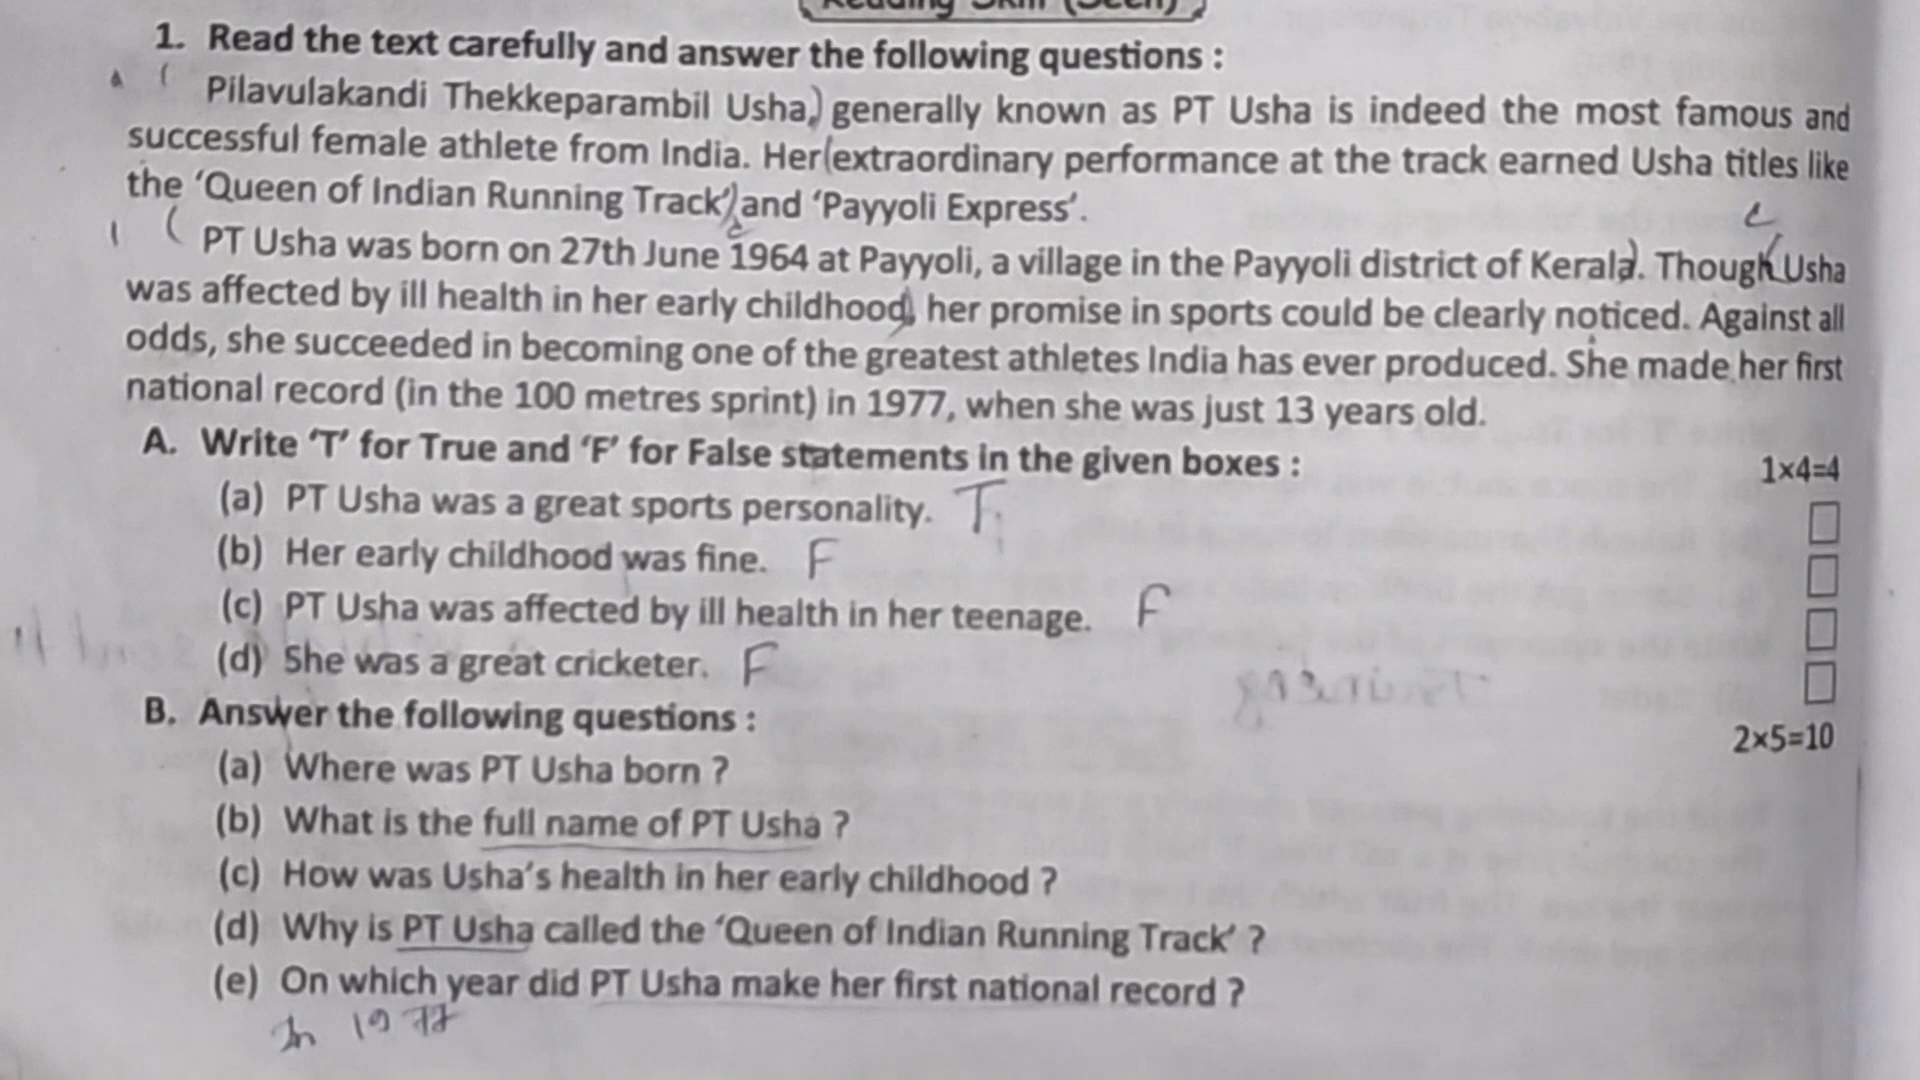 Reading Skill (Seen)
1. Read the text carefully and answer the following questions :
Pilavulakandi Thekkeparambil Usha, generally known as PT Usha is indeed the most famous and
successful female athlete from India. Her extraordinary performance at the track earned Usha titles like
the ‘Queen of Indian Running Track’ and ‘Payyoli Express’.
PT Usha was born on 27th June 1964 at Payyoli, a village in the Payyoli district of Kerala. Though Usha
was affected by ill health in her early childhood, her promise in sports could be clearly noticed. Against all
odds, she succeeded in becoming one of the greatest athletes India has ever produced. She made her first
national record (in the 100 metres sprint) in 1977, when she was just 13 years old.
A. Write ‘T’ for True and ‘F’ for False statements in the given boxes : 1×4=4
(a) PT Usha was a great sports personality. T
(b) Her early childhood was fine. F
(c) PT Usha was affected by ill health in her teenage. F
(d) She was a great cricketer. F
B. Answer the following questions : 2×5=10
(a) Where was PT Usha born ?
(b) What is the full name of PT Usha ?
(c) How was Usha’s health in her early childhood ?
(d) Why is PT Usha called the ‘Queen of Indian Running Track’ ?
(e) On which year did PT Usha make her first national record ?
In 1977